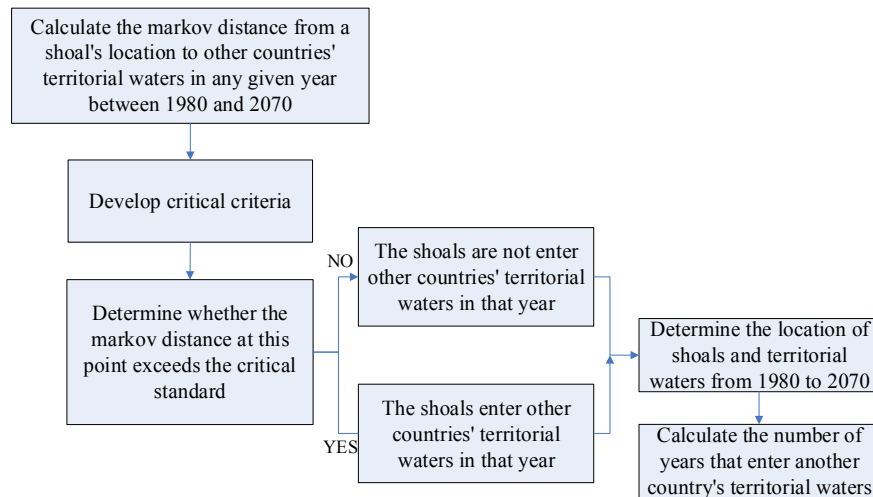 Calculate the markov distance from a
shoal's location to other countries'
territorial waters in any given year
between 1980 and 2070
Develop critical criteria
Determine whether the
markov distance at this
point exceeds the critical
standard
NO
The shoals are not enter
other countries' territorial
waters in that year
YES
The shoals enter other
countries' territorial
waters in that year
Determine the location of
shoals and territorial
waters from 1980 to 2070
Calculate the number of
years that enter another
country's territorial waters